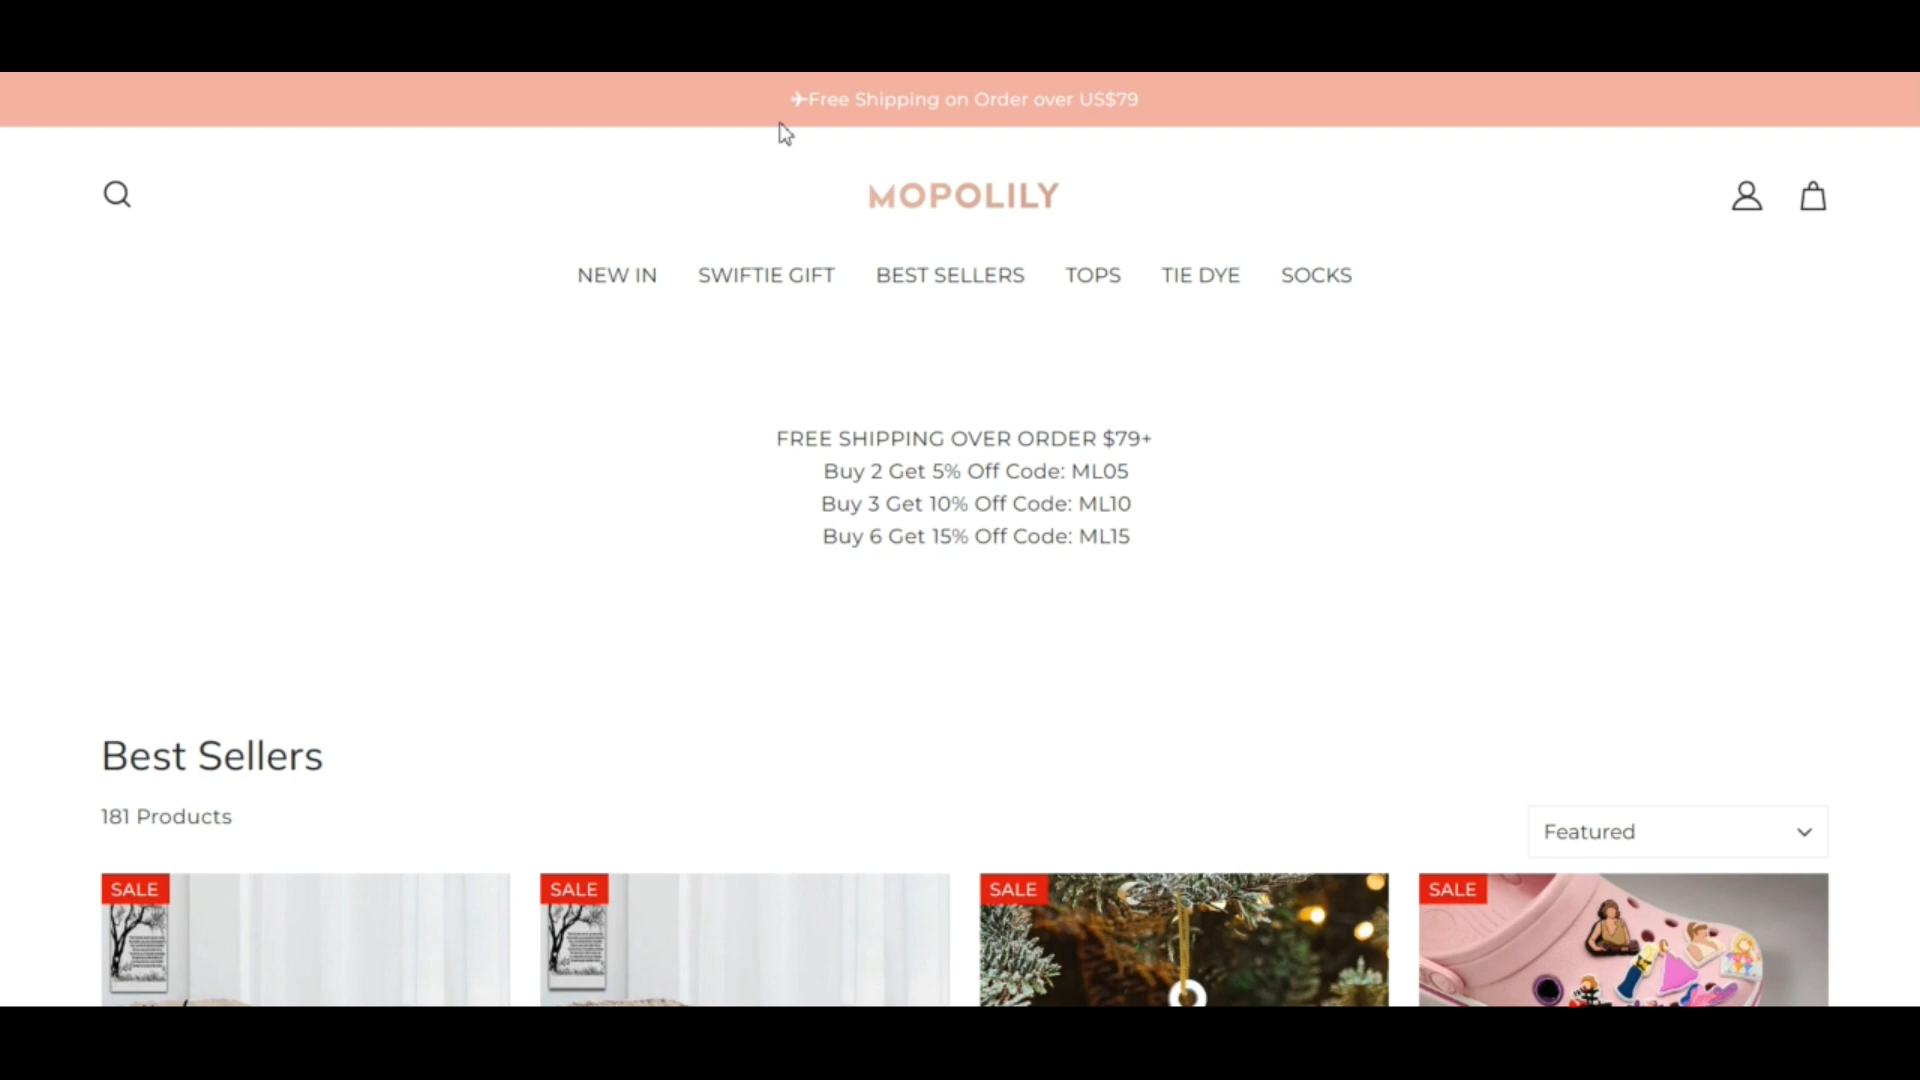 ✈Free Shipping on Order over US$79
MOPOLILY
NEW IN SWIFTIE GIFT BEST SELLERS TOPS TIE DYE SOCKS
FREE SHIPPING OVER ORDER $79+
Buy 2 Get 5% Off Code: ML05
Buy 3 Get 10% Off Code: ML10
Buy 6 Get 15% Off Code: ML15
Best Sellers
181 Products
Featured
SALE SALE SALE SALE